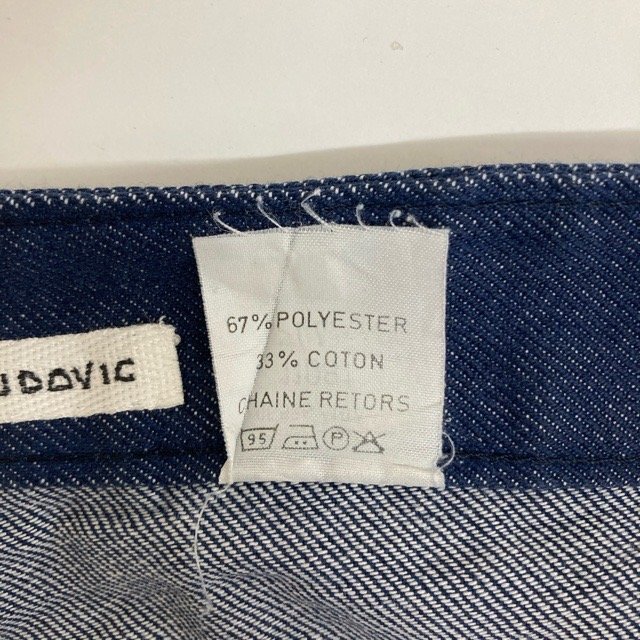 67% POLYESTER
33% COTON
CHAINE RETORS
95 P
UDOVIC